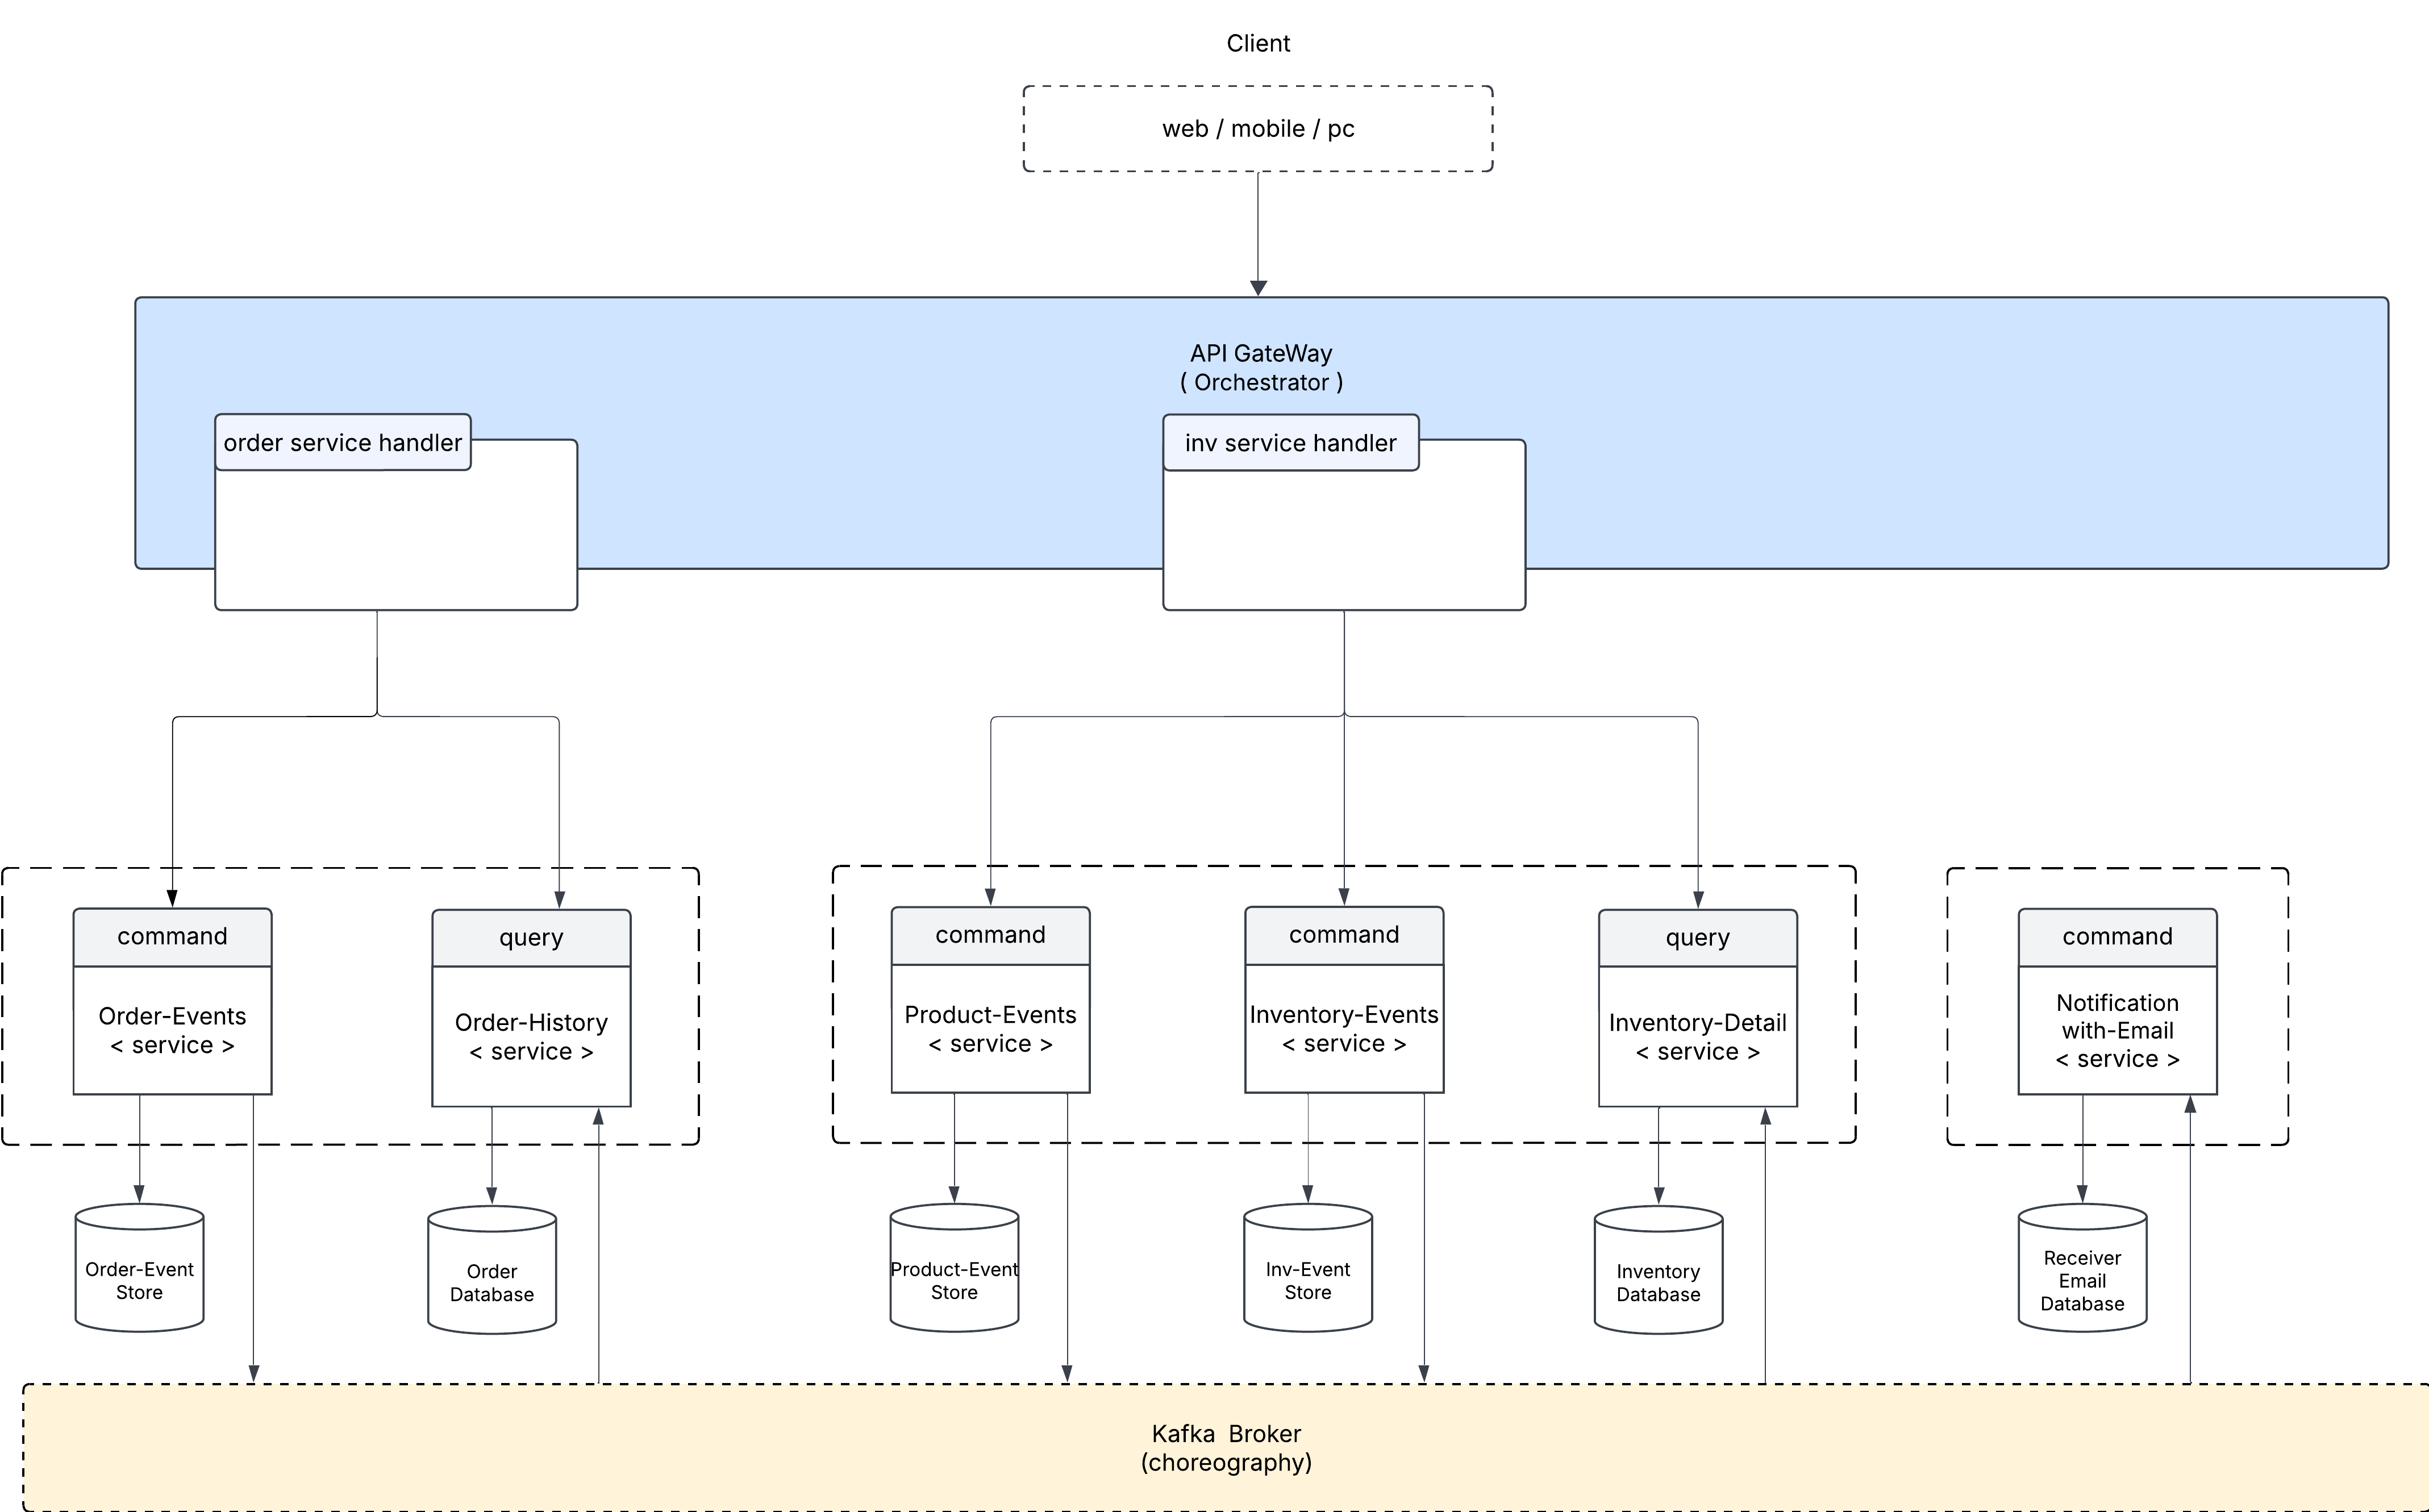 Client
web / mobile / pc
API GateWay
( Orchestrator )
order service handler
inv service handler
command
query
command
command
query
command
Order-Events
< service >
Order-History
< service >
Product-Events
< service >
Inventory-Events
< service >
Inventory-Detail
< service >
Notification
with-Email
< service >
Order-Event
Store
Order
Database
Product-Event
Store
Inv-Event
Store
Inventory
Database
Receiver
Email
Database
Kafka  Broker
(choreography)